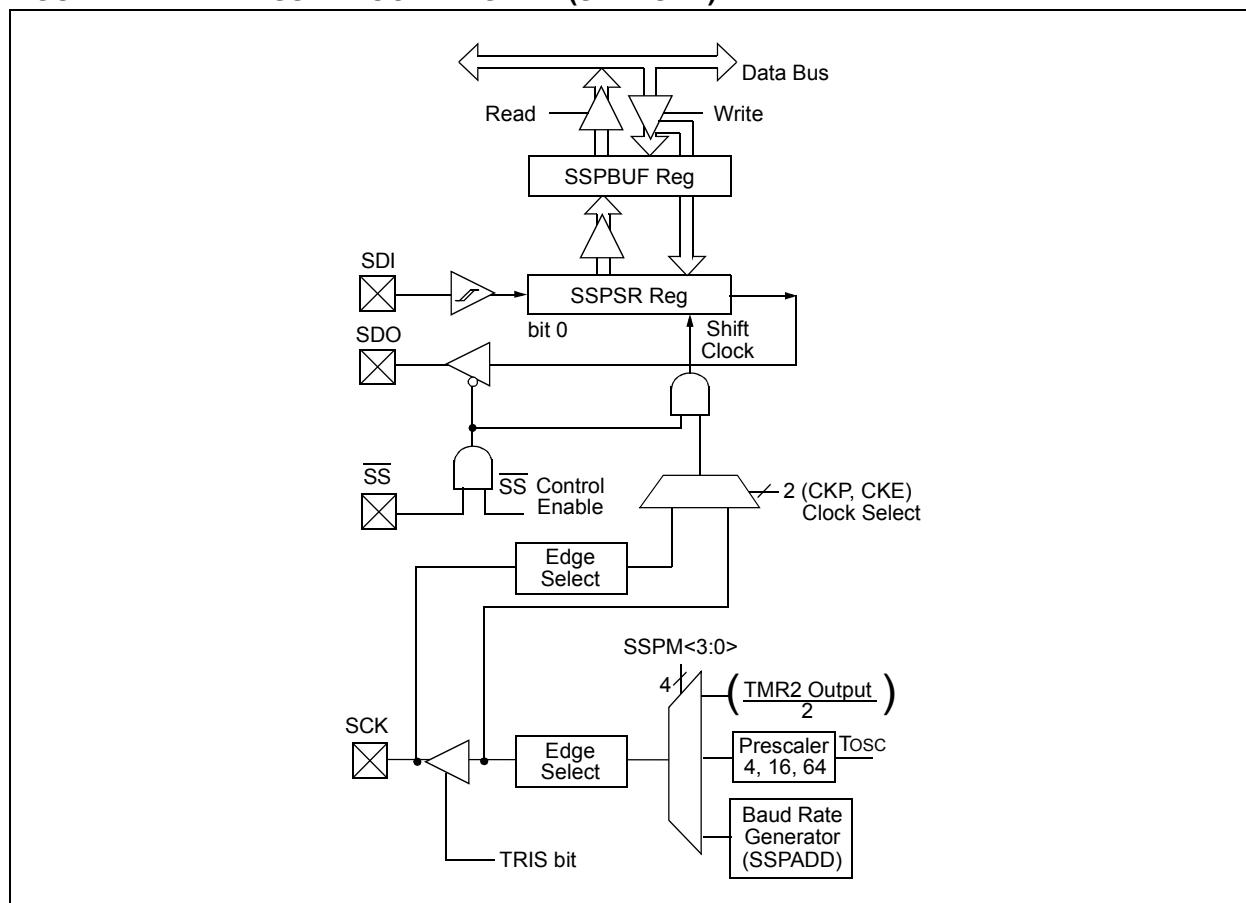 Data Bus
Read
Write
SSPBUF Reg
SDI
SSPSR Reg
bit 0
Shift
Clock
SDO
SS
SS Control
Enable
2 (CKP, CKE)
Clock Select
Edge
Select
SSPM<3:0>
4
(TMR2 Output
2)
SCK
Edge
Select
Prescaler
4, 16, 64
TOSC
Baud Rate
Generator
(SSPADD)
TRIS bit